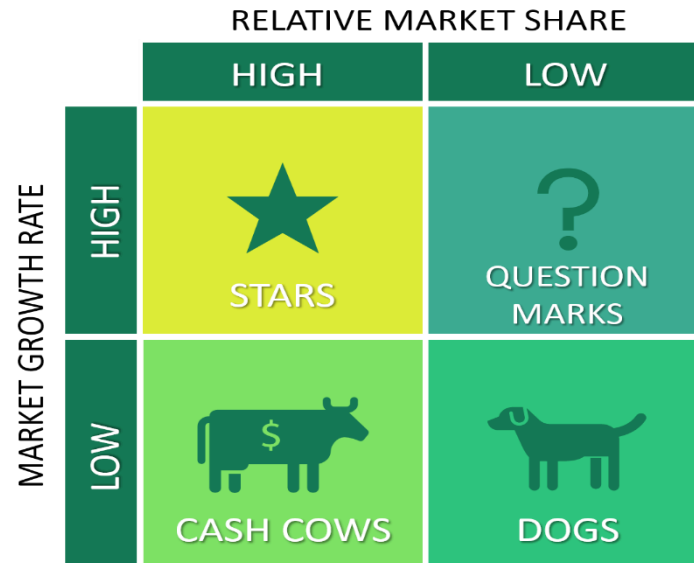 RELATIVE MARKET SHARE
HIGH
LOW
MARKET GROWTH RATE
HIGH
STARS
?
QUESTION
MARKS
LOW
$
CASH COWS
DOGS